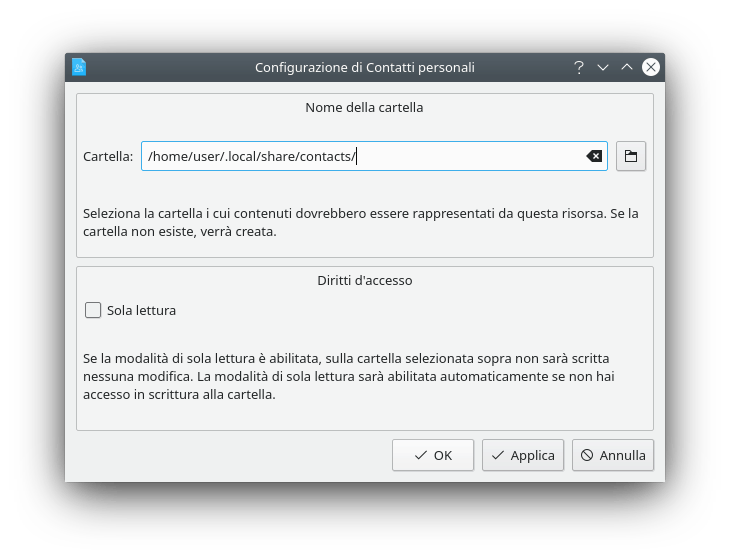 Configurazione di Contatti personali
Nome della cartella
Cartella: /home/user/.local/share/contacts/
Seleziona la cartella i cui contenuti dovrebbero essere rappresentati da questa risorsa. Se la
cartella non esiste, verrà creata.
Diritti d'accesso
Sola lettura
Se la modalità di sola lettura è abilitata, sulla cartella selezionata sopra non sarà scritta
nessuna modifica. La modalità di sola lettura sarà abilitata automaticamente se non hai
accesso in scrittura alla cartella.
OK Applica Annulla